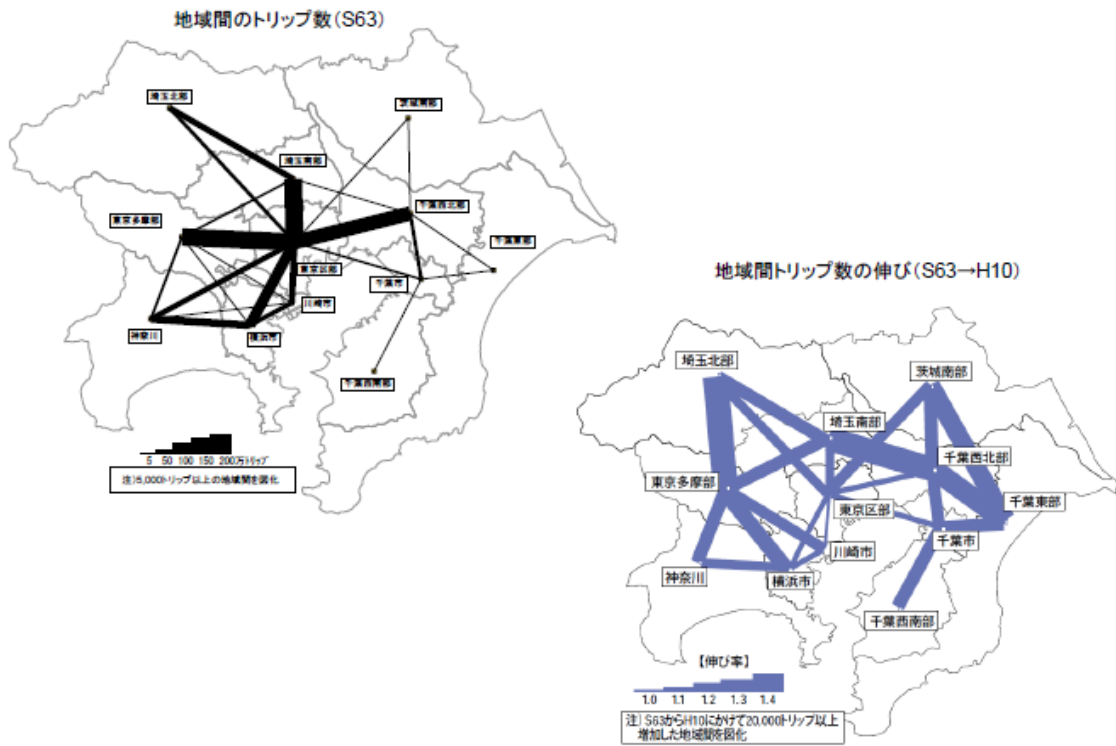 地域間のトリップ数(S63)
埼玉北部
茨城南部
埼玉南部
千葉西北部
東京多摩部
千葉東部
東京区部
千葉市
川崎市
神奈川
横浜市
千葉西南部
5 50 100 150 200万トリップ
注)5,000トリップ以上の地域間を図化
地域間トリップ数の伸び(S63→H10)
埼玉北部
茨城南部
埼玉南部
千葉西北部
東京多摩部
千葉東部
東京区部
千葉市
川崎市
神奈川
横浜市
千葉西南部
【伸び率】
1.0 1.1 1.2 1.3 1.4
注) S63からH10にかけて20,000トリップ以上
増加した地域間を図化